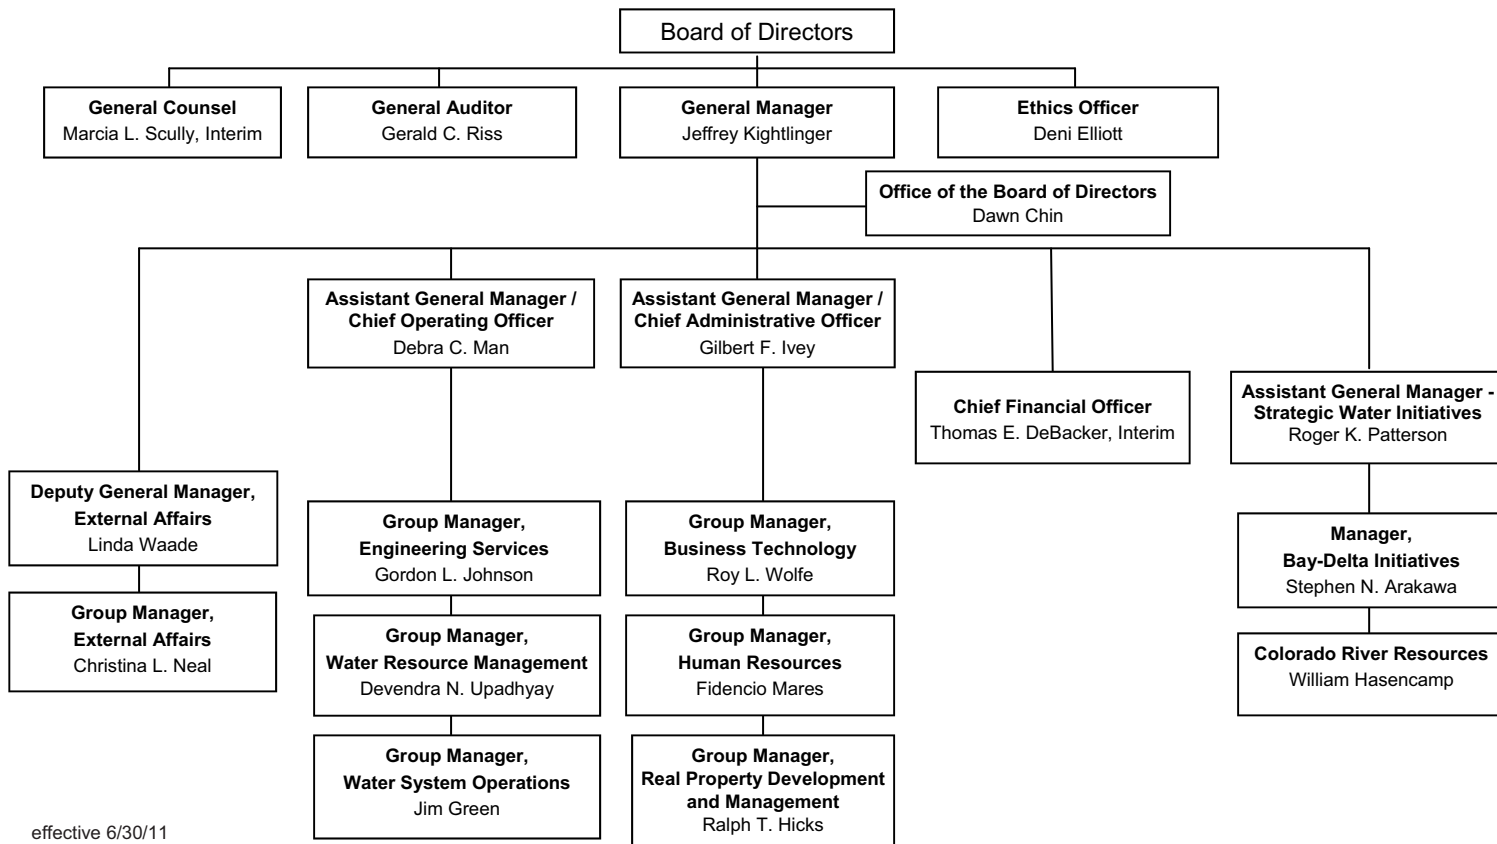 Board of Directors
General Counsel
Marcia L. Scully, Interim
General Auditor
Gerald C. Riss
General Manager
Jeffrey Kightlinger
Ethics Officer
Deni Elliott
Office of the Board of Directors
Dawn Chin
Assistant General Manager /
Chief Operating Officer
Debra C. Man
Assistant General Manager /
Chief Administrative Officer
Gilbert F. Ivey
Chief Financial Officer
Thomas E. DeBacker, Interim
Assistant General Manager -
Strategic Water Initiatives
Roger K. Patterson
Deputy General Manager,
External Affairs
Linda Waade
Group Manager,
Engineering Services
Gordon L. Johnson
Group Manager,
Business Technology
Roy L. Wolfe
Manager,
Bay-Delta Initiatives
Stephen N. Arakawa
Group Manager,
External Affairs
Christina L. Neal
Group Manager,
Water Resource Management
Devendra N. Upadhyay
Group Manager,
Human Resources
Fidencio Mares
Colorado River Resources
William Hasencamp
Group Manager,
Water System Operations
Jim Green
Group Manager,
Real Property Development
and Management
Ralph T. Hicks
effective 6/30/11